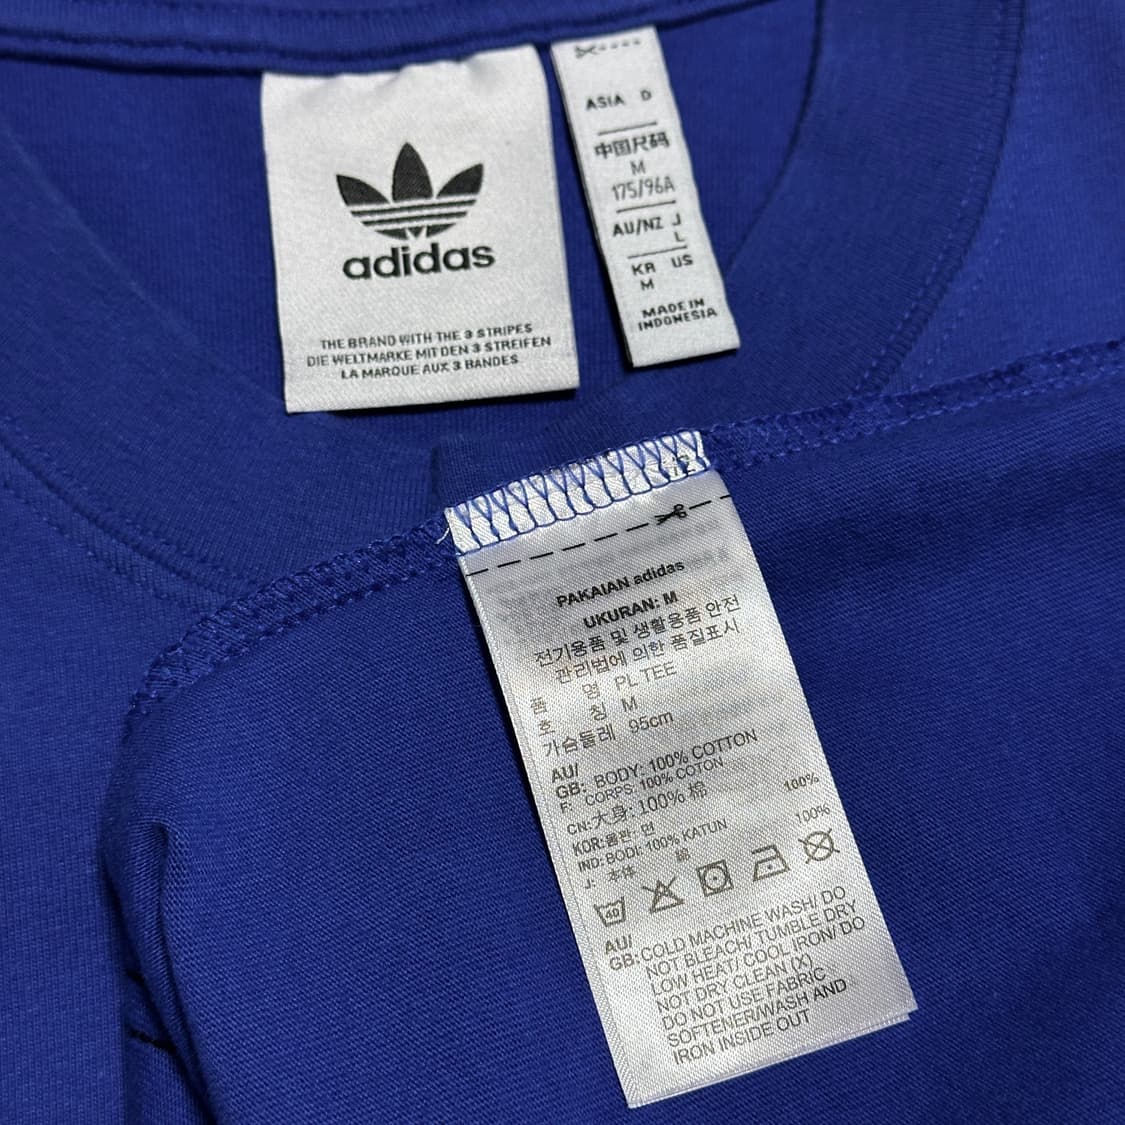 adidas
THE BRAND WITH THE 3 STRIPES
DIE WELTMARKE MIT DEN 3 STREIFEN
LA MARQUE AUX 3 BANDES
ASIA D
中国尺码
M
175/96A
AU/NZ J
L
KR US
M
MADE IN
INDONESIA
PAKAIAN adidas
UKURAN: M
전기용품 및 생활용품 안전
관리법에 의한 품질표시
품 명 PL TEE
호 칭 M
가슴둘레 95cm
AU/
GB: BODY: 100% COTTON
F: CORPS: 100% COTON
CN: 大身: 100% 棉
KOR: 몸판: 면 100%
IND: BODI: 100% KATUN
J: 本体 綿 100%
40
AU/
GB: COLD MACHINE WASH/ DO
NOT BLEACH/ TUMBLE DRY
LOW HEAT/ COOL IRON/ DO
NOT DRY CLEAN (X)
DO NOT USE FABRIC
SOFTENER/WASH AND
IRON INSIDE OUT